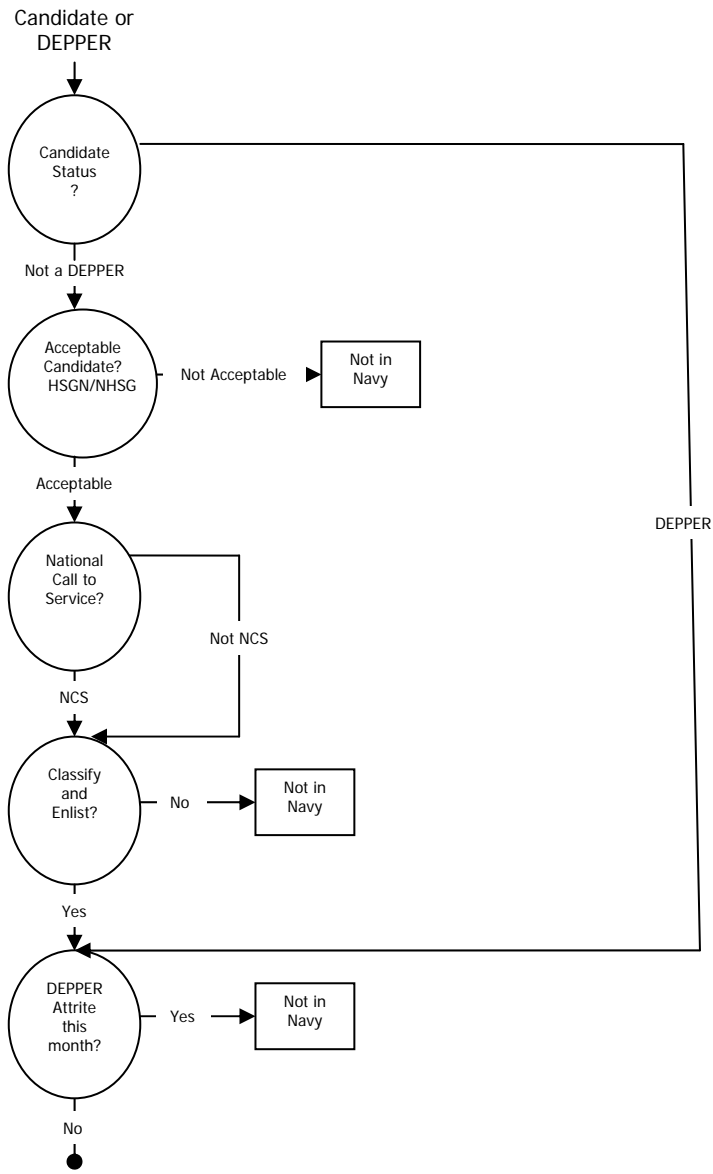 Candidate or
DEPPER
Candidate
Status
?
Not a DEPPER
Acceptable
Candidate?
HSGN/NHSG
Not Acceptable
Not in
Navy
Acceptable
DEPPER
National
Call to
Service?
Not NCS
NCS
Classify
and
Enlist?
No
Not in
Navy
Yes
DEPPER
Attrite
this
month?
Yes
Not in
Navy
No